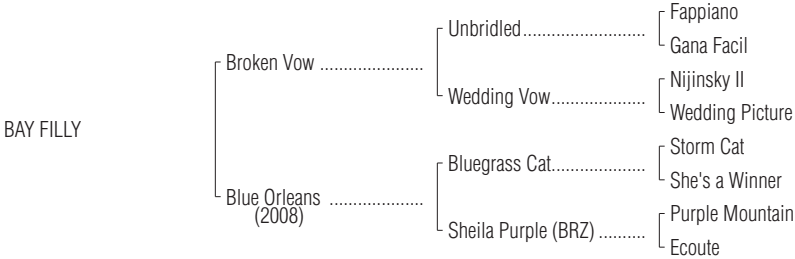 Fappiano
Unbridled..........................
Gana Facil
Broken Vow ......................
Nijinsky II
Wedding Vow....................
Wedding Picture
BAY FILLY
Storm Cat
Bluegrass Cat....................
She's a Winner
Blue Orleans ....................
(2008)
Purple Mountain
Sheila Purple (BRZ) ..........
Ecoute